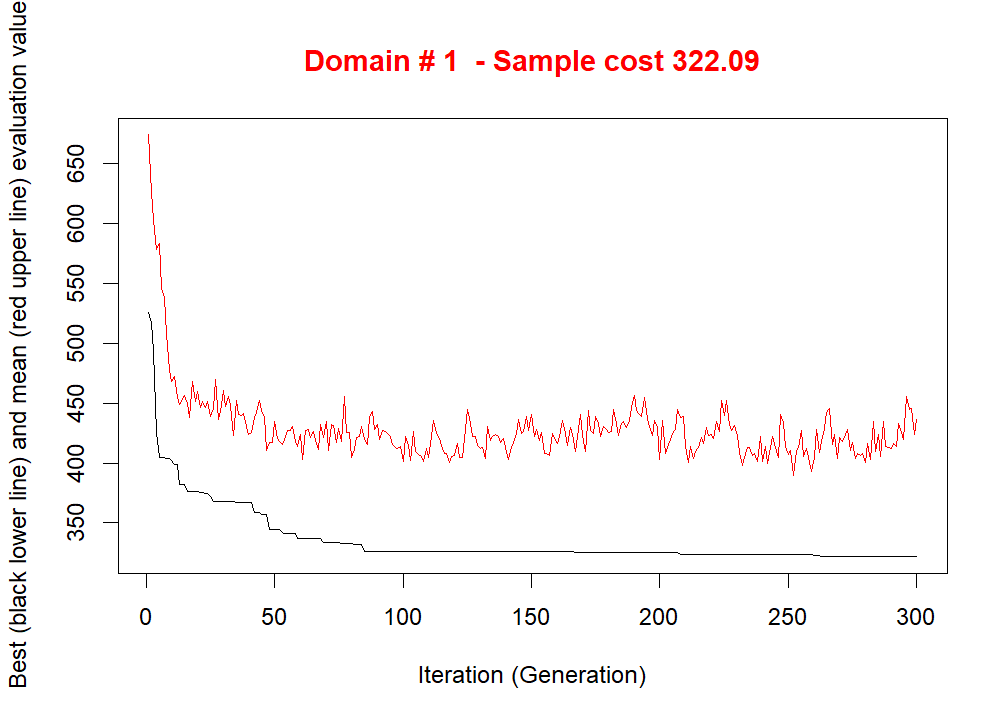 Domain # 1  - Sample cost 322.09
Best (black lower line) and mean (red upper line) evaluation value
650
600
550
500
450
400
350
0 50 100 150 200 250 300
Iteration (Generation)